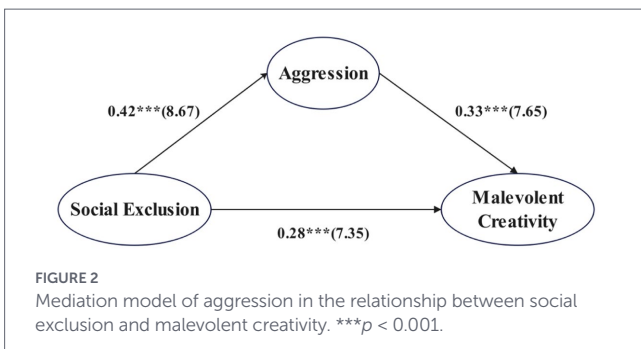 Aggression
0.42***(8.67)
0.33***(7.65)
Social Exclusion
Malevolent
Creativity
0.28***(7.35)
FIGURE 2
Mediation model of aggression in the relationship between social
exclusion and malevolent creativity. ***p < 0.001.